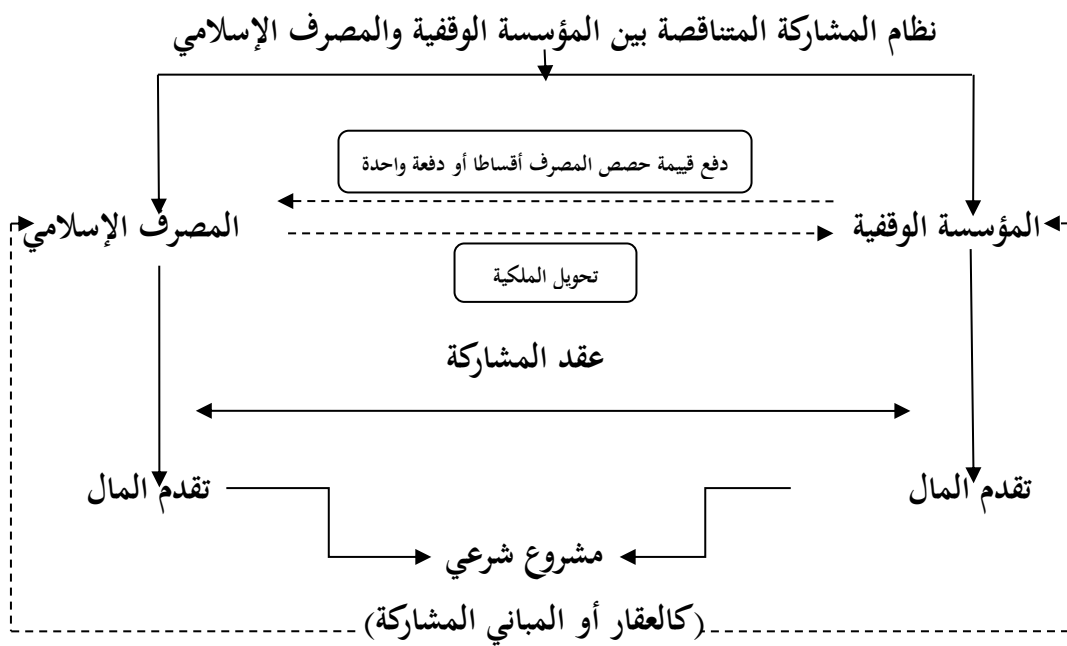 نظام المشاركة المتناقصة بين المؤسسة الوقفية والمصرف الإسلامي
دفع قييمة حصص المصرف أقساطا أو دفعة واحدة
المؤسسة الوقفية
المصرف الإسلامي
تحويل الملكية
عقد المشاركة
تقدم المال
تقدم المال
مشروع شرعي
(كالعقار أو المباني المشاركة)